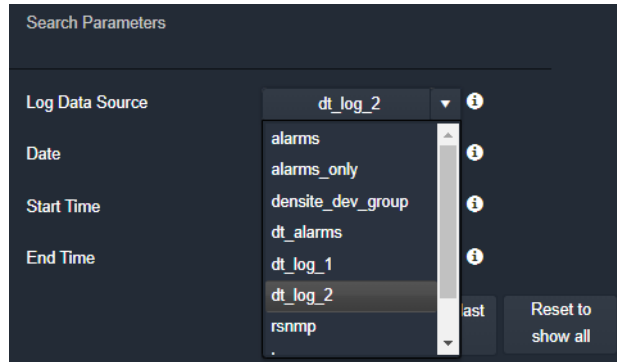 Search Parameters
Log Data Source
dt_log_2
Date
Start Time
End Time
alarms
alarms_only
densite_dev_group
dt_alarms
dt_log_1
dt_log_2
rsnmp
last
Reset to
show all